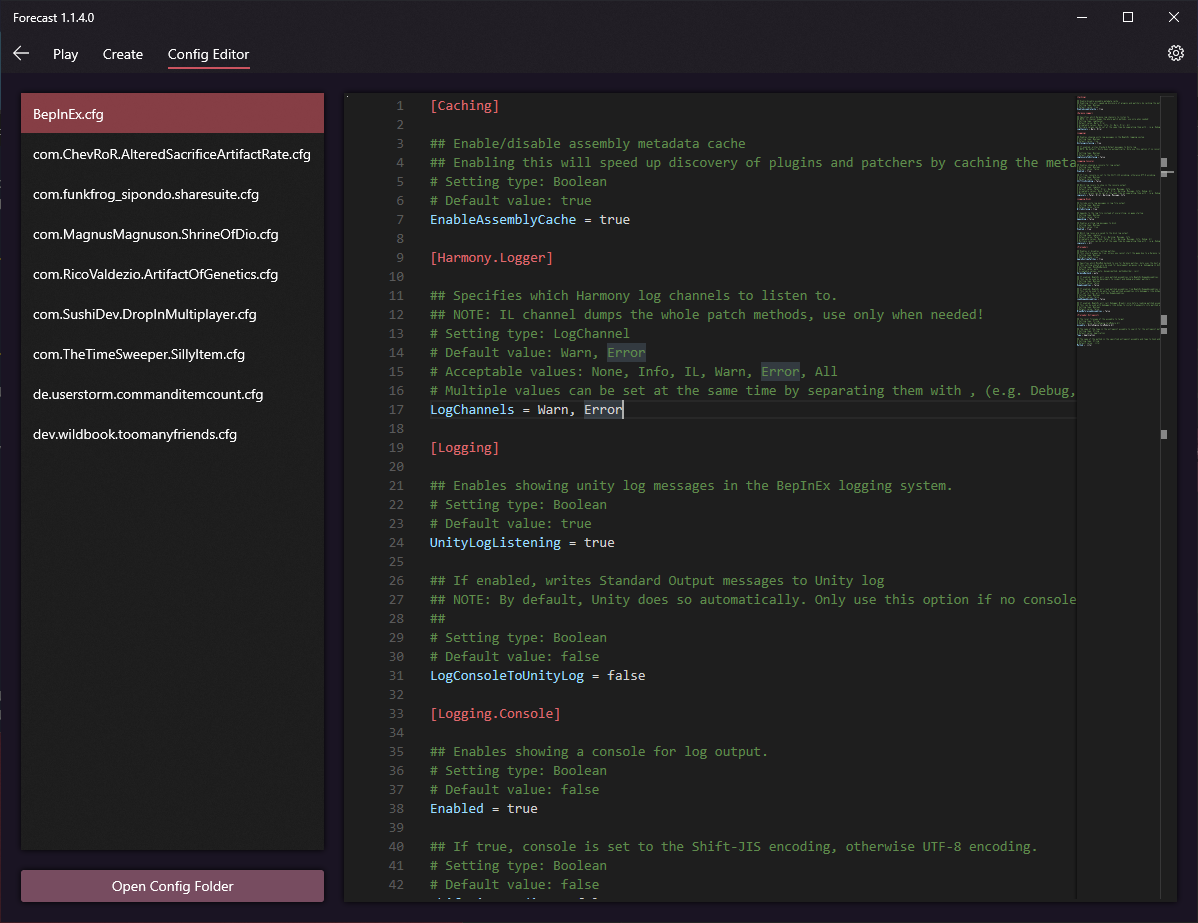 Forecast 1.1.4.0
Play Create Config Editor
BepInEx.cfg
com.ChevRoR.AlteredSacrificeArtifactRate.cfg
com.funkfrog_sipondo.sharesuite.cfg
com.MagnusMagnuson.ShrineOfDio.cfg
com.RicoValdezio.ArtifactOfGenetics.cfg
com.SushiDev.DropInMultiplayer.cfg
com.TheTimeSweeper.SillyItem.cfg
de.userstorm.commanditemcount.cfg
dev.wildbook.toomanyfriends.cfg
Open Config Folder
1 [Caching]
2
3 ## Enable/disable assembly metadata cache
4 ## Enabling this will speed up discovery of plugins and patchers by caching the meta
5 # Setting type: Boolean
6 # Default value: true
7 EnableAssemblyCache = true
8
9 [Harmony.Logger]
10
11 ## Specifies which Harmony log channels to listen to.
12 ## NOTE: IL channel dumps the whole patch methods, use only when needed!
13 # Setting type: LogChannel
14 # Default value: Warn, Error
15 # Acceptable values: None, Info, IL, Warn, Error, All
16 # Multiple values can be set at the same time by separating them with , (e.g. Debug,
17 LogChannels = Warn, Error
18
19 [Logging]
20
21 ## Enables showing unity log messages in the BepInEx logging system.
22 # Setting type: Boolean
23 # Default value: true
24 UnityLogListening = true
25
26 ## If enabled, writes Standard Output messages to Unity log
27 ## NOTE: By default, Unity does so automatically. Only use this option if no console
28 ##
29 # Setting type: Boolean
30 # Default value: false
31 LogConsoleToUnityLog = false
32
33 [Logging.Console]
34
35 ## Enables showing a console for log output.
36 # Setting type: Boolean
37 # Default value: false
38 Enabled = true
39
40 ## If true, console is set to the Shift-JIS encoding, otherwise UTF-8 encoding.
41 # Setting type: Boolean
42 # Default value: false